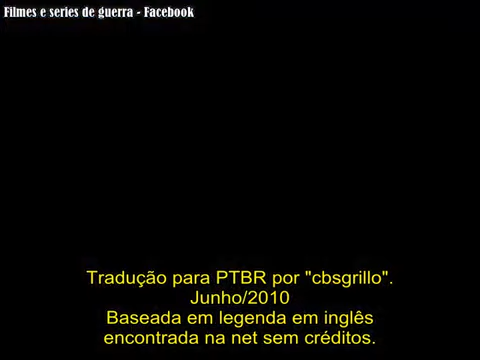 Filmes e series de guerra - Facebook
Tradução para PTBR por "cbsgrillo".
Junho/2010
Baseada em legenda em inglês
encontrada na net sem créditos.